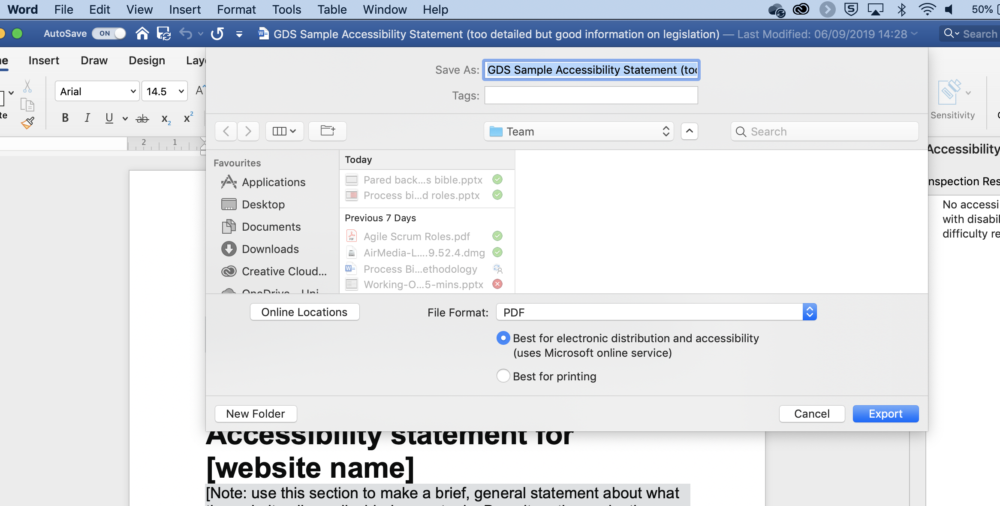 Word File Edit View Insert Format Tools Table Window Help 50%
AutoSave ON GDS Sample Accessibility Statement (too detailed but good information on legislation) — Last Modified: 06/09/2019 14:28 Search
Insert Draw Design
Save As: GDS Sample Accessibility Statement
Tags:
Arial 14.5
B I U ab x2 x2
Sensitivity
Team Search
2 1
Accessibility
Favourites
Applications
Desktop
Documents
Downloads
Creative Cloud...
OneDrive - Uni
Today
Pared back...s bible.pptx
Process bi...d roles.pptx
Previous 7 Days
Agile Scrum Roles.pdf
AirMedia-L....9.52.4.dmg
Process Bi...ethodology
Working-O...5-mins.pptx
No accessi
with disabil
difficulty re
Online Locations File Format: PDF
Best for electronic distribution and accessibility
(uses Microsoft online service)
Best for printing
New Folder Cancel Export
Accessibility statement for
[website name]
[Note: use this section to make a brief, general statement about what